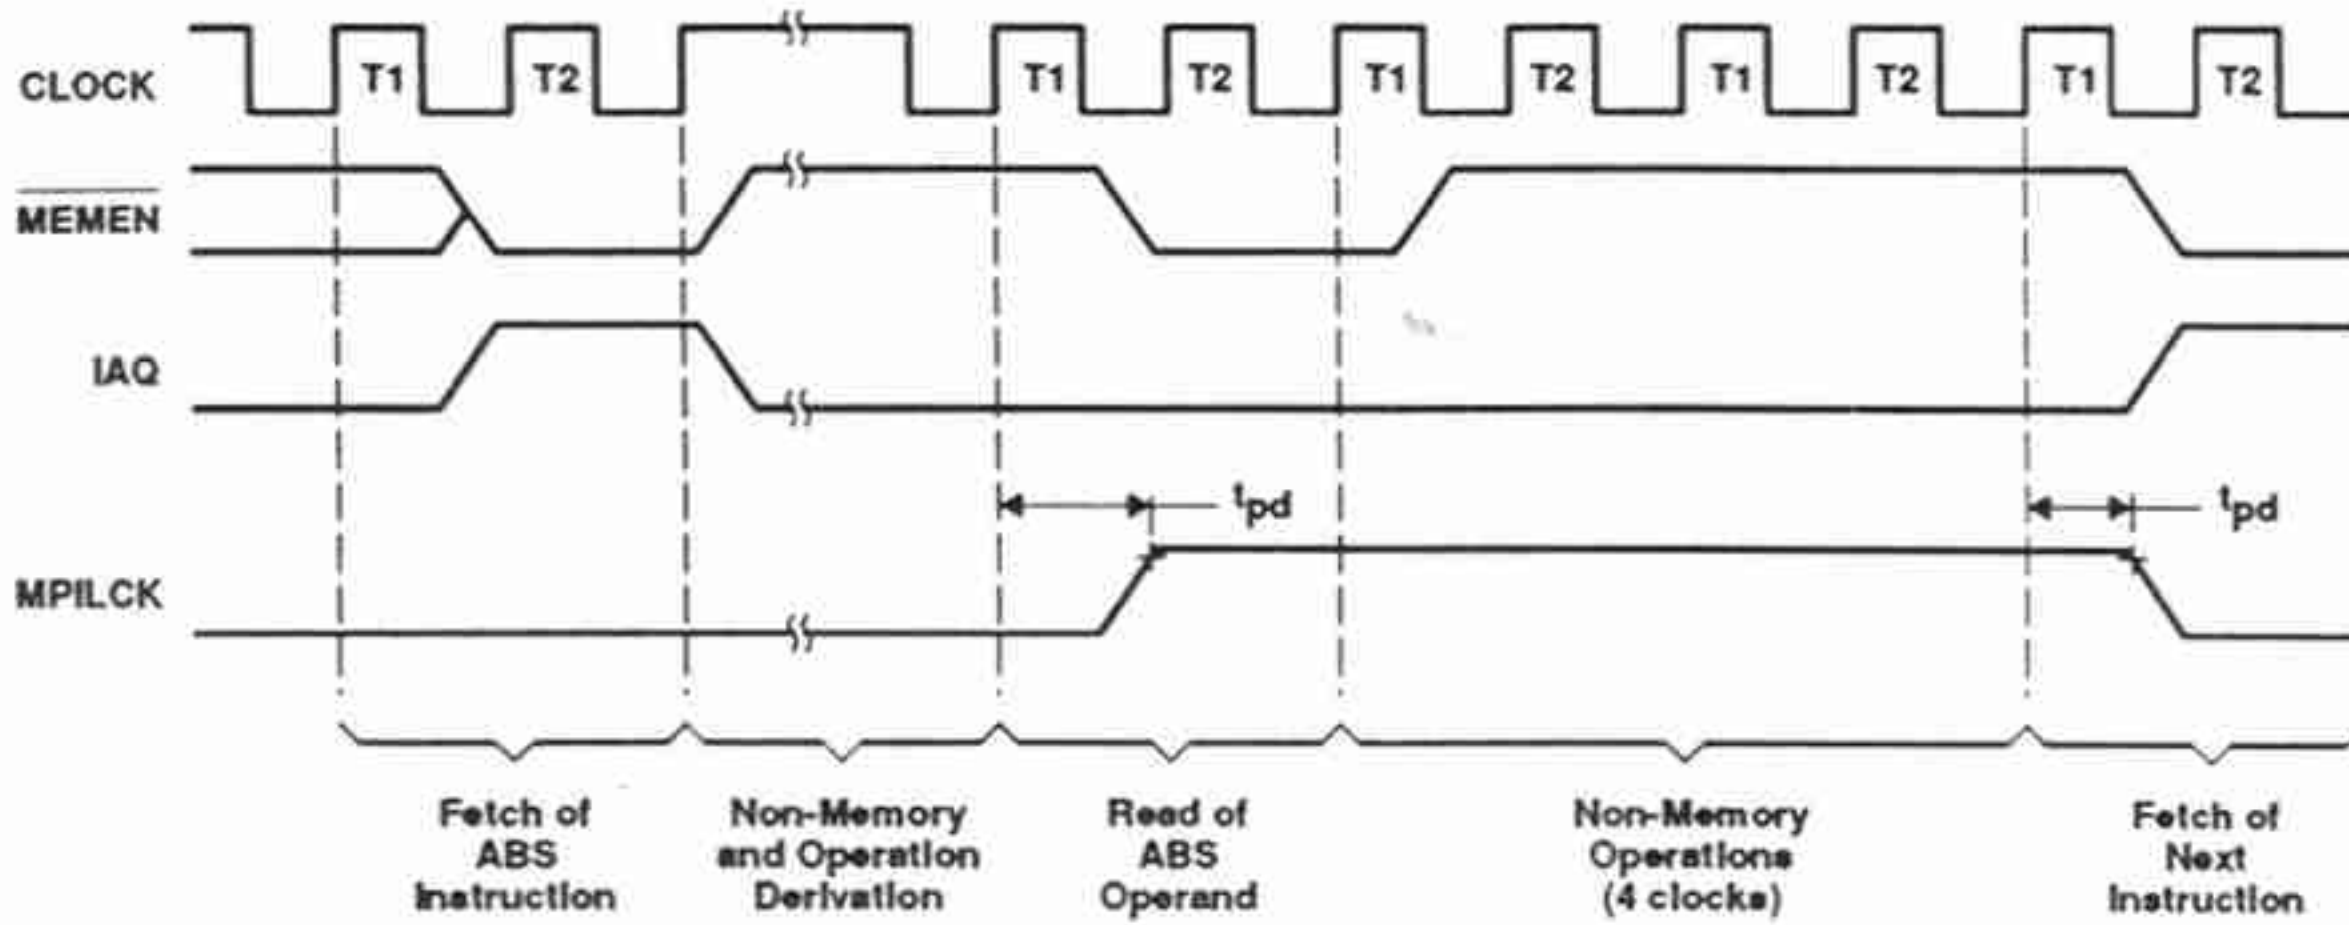 CLOCK
T1 T2 T1 T2 T1 T2 T1 T2 T1 T2
MEMEN
IAQ
tpd tpd
MPILCK
Fetch of
ABS
Instruction
Non-Memory
and Operation
Derivation
Read of
ABS
Operand
Non-Memory
Operations
(4 clocks)
Fetch of
Next
Instruction